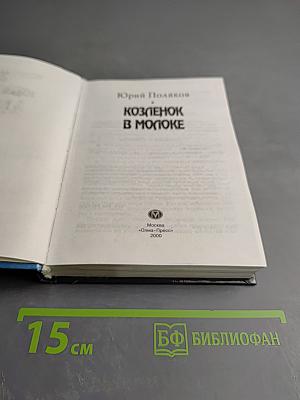 Юрий Поляков
КОЗЛЕНОК
В МОЛОКЕ
М
Москва
«Олма-Пресс»
2000
15 СМ
БФ БИБЛИОФАН